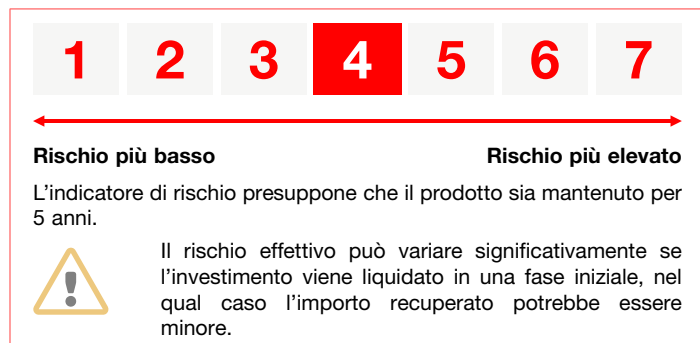 1 2 3 4 5 6 7
Rischio più basso Rischio più elevato
L'indicatore di rischio presuppone che il prodotto sia mantenuto per
5 anni.
Il rischio effettivo può variare significativamente se
l'investimento viene liquidato in una fase iniziale, nel
qual caso l'importo recuperato potrebbe essere
minore.